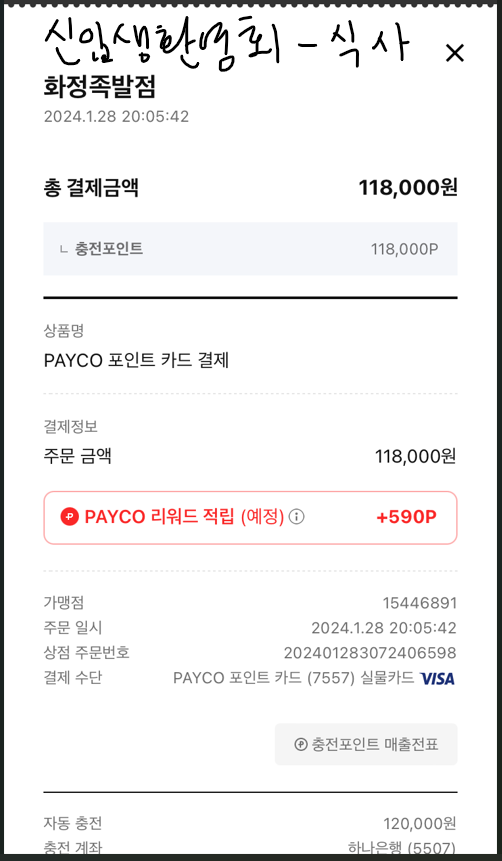 신입생환영회 - 식사
화정족발점
2024.1.28 20:05:42
총 결제금액 118,000원
ㄴ 충전포인트 118,000P
상품명
PAYCO 포인트 카드 결제
결제정보
주문 금액 118,000원
PAYCO 리워드 적립 (예정) +590P
가맹점 15446891
주문 일시 2024.1.28 20:05:42
상점 주문번호 202401283072406598
결제 수단 PAYCO 포인트 카드 (7557) 실물카드 VISA
충전포인트 매출전표
자동 충전 120,000원
충전 계좌 하나은행 (5507)